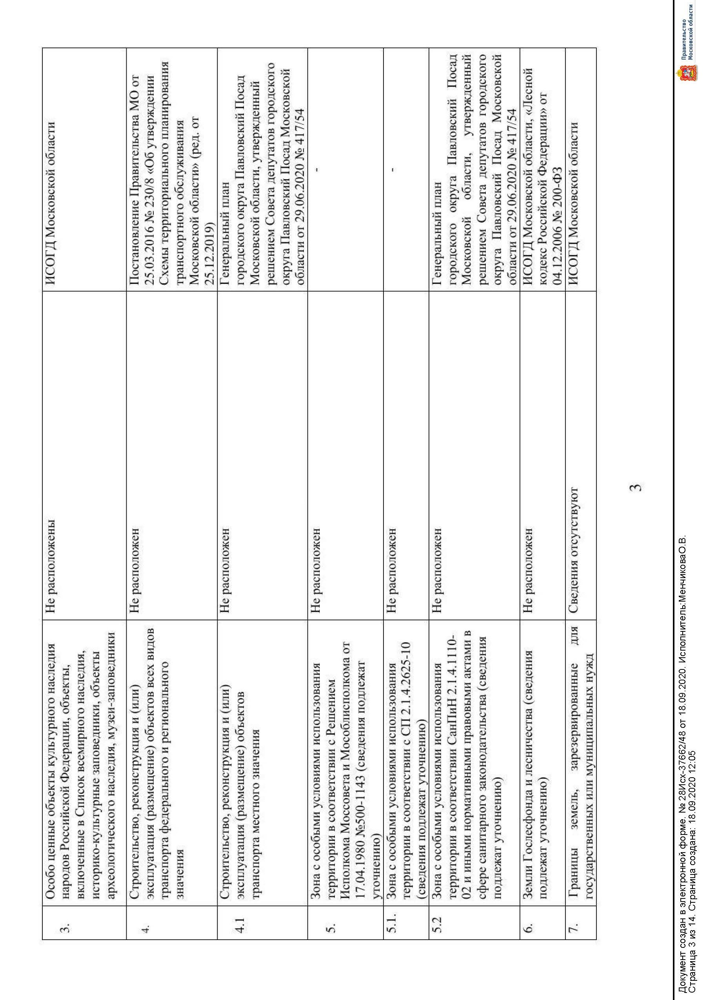 3.
Особо ценные объекты культурного наследия
народов Российской Федерации, объекты,
включенные в Список всемирного наследия,
историко-культурные заповедники, объекты
археологического наследия, музеи-заповедники
Не расположены
ИСОГД Московской области
4.
Строительство, реконструкция и (или)
эксплуатация (размещение) объектов всех видов
транспорта федерального и регионального
значения
Не расположен
Постановление Правительства МО от
25.03.2016 № 230/8 «Об утверждении
Схемы территориального планирования
транспортного обслуживания
Московской области» (ред. от
25.12.2019)
4.1
Строительство, реконструкция и (или)
эксплуатация (размещение) объектов
транспорта местного значения
Не расположен
Генеральный план
городского округа Павловский Посад
Московской области, утвержденный
решением Совета депутатов городского
округа Павловский Посад Московской
области от 29.06.2020 № 417/54
5.
Зона с особыми условиями использования
территории в соответствии с Решением
Исполкома Моссовета и Мособлисполкома от
17.04.1980 №500-1143 (сведения подлежат
уточнению)
Не расположен
-
5.1.
Зона с особыми условиями использования
территории в соответствии с СП 2.1.4.2625-10
(сведения подлежат уточнению)
Не расположен
-
5.2
Зона с особыми условиями использования
территории в соответствии СанПиН 2.1.4.1110-
02 и иными нормативными правовыми актами в
сфере санитарного законодательства (сведения
подлежат уточнению)
Не расположен
Генеральный план
городского округа Павловский Посад
Московской области, утвержденный
решением Совета депутатов городского
округа Павловский Посад Московской
области от 29.06.2020 № 417/54
6.
Земли Гослесфонда и лесничества (сведения
подлежат уточнению)
Не расположен
ИСОГД Московской области, «Лесной
кодекс Российской Федерации» от
04.12.2006 № 200-ФЗ
7.
Границы земель, зарезервированные для
государственных или муниципальных нужд
Сведения отсутствуют
ИСОГД Московской области
3
Документ создан в электронной форме. № 28Исх-37662/48 от 18.09.2020. Исполнитель:МенчиковаО.В.
Страница 3 из 14. Страница создана: 18.09.2020 12:05
Правительство
Московской области